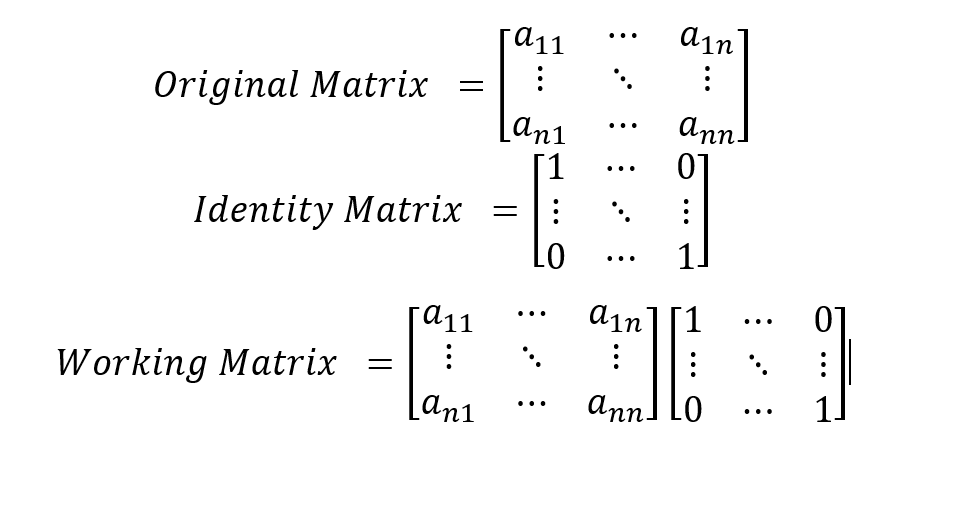 Original Matrix = [a11 ⋯ a1n
⋮ ⋱ ⋮
an1 ⋯ ann]
Identity Matrix = [1 ⋯ 0
⋮ ⋱ ⋮
0 ⋯ 1]
Working Matrix = [a11 ⋯ a1n
⋮ ⋱ ⋮
an1 ⋯ ann] [1 ⋯ 0
⋮ ⋱ ⋮
0 ⋯ 1]